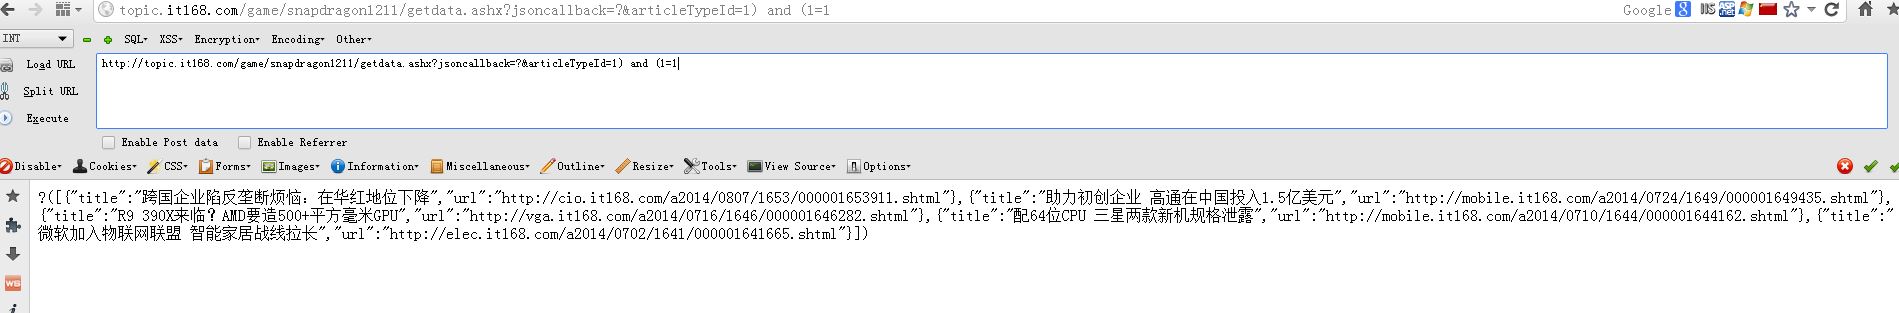 topic.it168.com/game/snapdragon1211/getdata.ashx?jsoncallback=?&articleTypeId=1) and (1=1
Google
INT SQL XSS Encryption Encoding Other
Load URL http://topic.it168.com/game/snapdragon1211/getdata.ashx?jsoncallback=?&articleTypeId=1) and (1=1
Split URL
Execute
Enable Post data Enable Referrer
Disable Cookies CSS Forms Images Information Miscellaneous Outline Resize Tools View Source Options
?([{"title":"跨国企业陷反垄断烦恼：在华红地位下降","url":"http://cio.it168.com/a2014/0807/1653/000001653911.shtml"},{"title":"助力初创企业 高通在中国投入1.5亿美元","url":"http://mobile.it168.com/a2014/0724/1649/000001649435.shtml"},
{"title":"R9 390X来临？AMD要造500+平方毫米GPU","url":"http://vga.it168.com/a2014/0716/1646/000001646282.shtml"},{"title":"配64位CPU 三星两款新机规格泄露","url":"http://mobile.it168.com/a2014/0710/1644/000001644162.shtml"},{"title":"
微软加入物联网联盟 智能家居战线拉长","url":"http://elec.it168.com/a2014/0702/1641/000001641665.shtml"}])